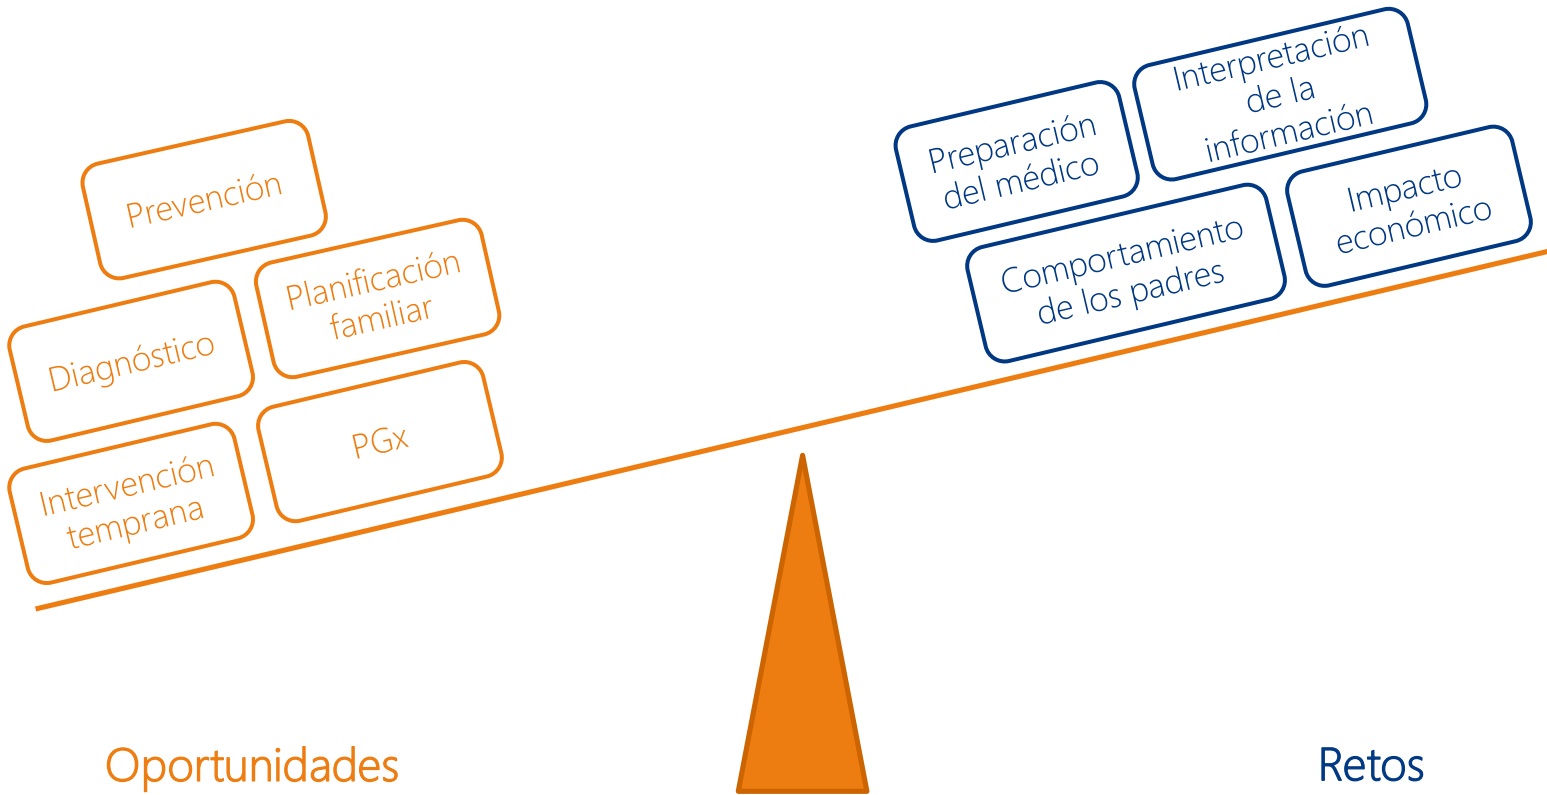 Prevención
Planificación
familiar
Diagnóstico
PGx
Intervención
temprana
Interpretación
de la
información
Preparación
del médico
Impacto
económico
Comportamiento
de los padres
Oportunidades
Retos